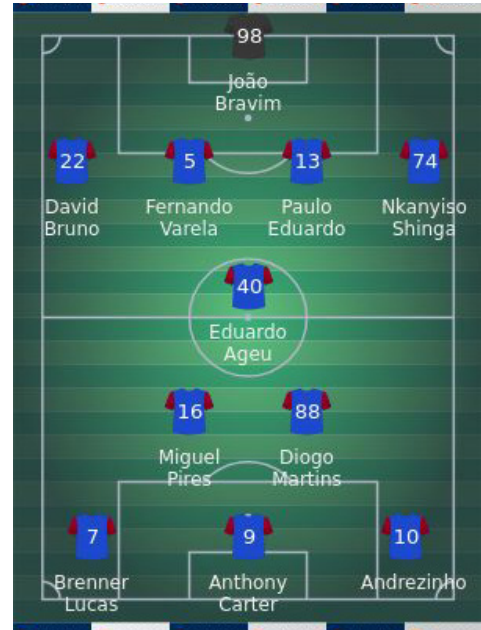 98
João
Bravim
22 5 13 74
David Fernando Paulo Nkanyiso
Bruno Varela Eduardo Shinga
40
Eduardo
Ageu
16 88
Miguel Diogo
Pires Martins
7 9 10
Brenner Anthony Andrezinho
Lucas Carter